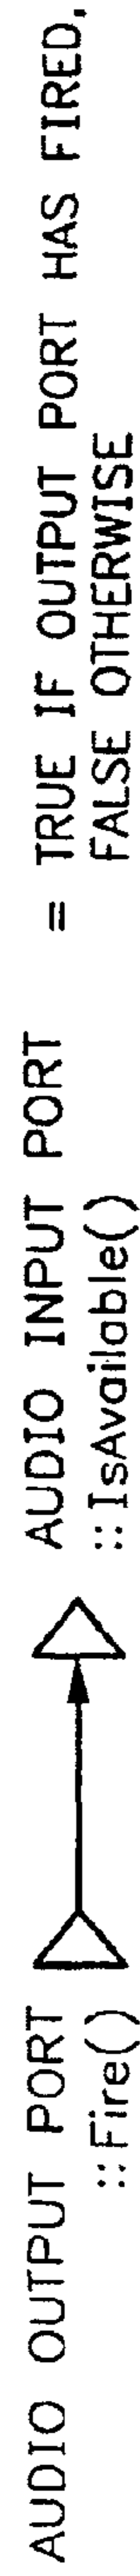 AUDIO OUTPUT PORT
::Fire()
AUDIO INPUT PORT
::IsAvailable()
= TRUE IF OUTPUT PORT HAS FIRED,
FALSE OTHERWISE